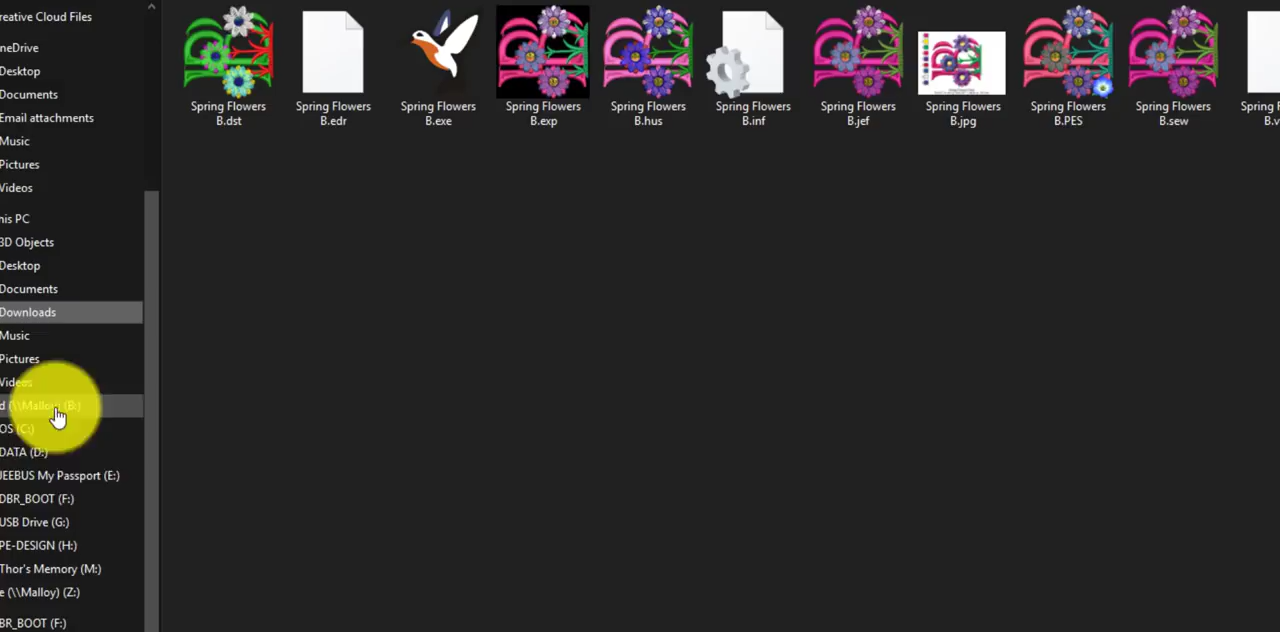 reative Cloud Files
neDrive
Desktop
Documents
Email attachments
Music
Pictures
Videos
his PC
3D Objects
Desktop
Documents
Downloads
Music
Pictures
Videos
d (\\Malloy) (B:)
OS (C:)
DATA (D:)
JEEBUS My Passport (E:)
DBR_BOOT (F:)
USB Drive (G:)
PE-DESIGN (H:)
Thor's Memory (M:)
e (\\Malloy) (Z:)
BR_BOOT (F:)
Spring Flowers
B.dst
Spring Flowers
B.edr
Spring Flowers
B.exe
Spring Flowers
B.exp
Spring Flowers
B.hus
Spring Flowers
B.inf
Spring Flowers
B.jef
Spring Flowers
B.jpg
Spring Flowers
B.PES
Spring Flowers
B.sew
Spring F
B.v